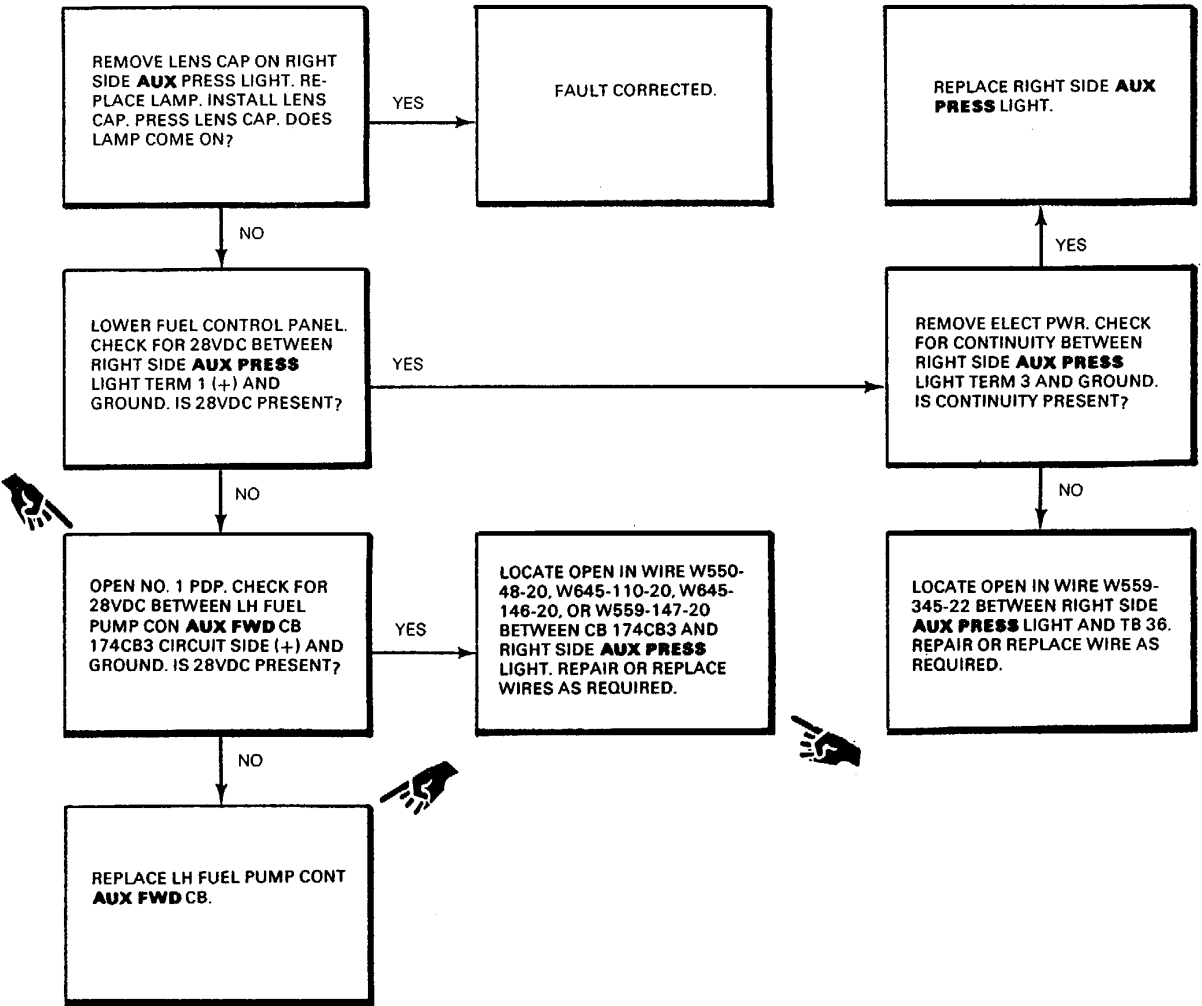 REMOVE LENS CAP ON RIGHT
SIDE AUX PRESS LIGHT. RE-
PLACE LAMP. INSTALL LENS
CAP. PRESS LENS CAP. DOES
LAMP COME ON?
YES
FAULT CORRECTED.
REPLACE RIGHT SIDE AUX
PRESS LIGHT.
NO
YES
LOWER FUEL CONTROL PANEL.
CHECK FOR 28VDC BETWEEN
RIGHT SIDE AUX PRESS
LIGHT TERM 1 (+) AND
GROUND. IS 28VDC PRESENT?
YES
REMOVE ELECT PWR. CHECK
FOR CONTINUITY BETWEEN
RIGHT SIDE AUX PRESS
LIGHT TERM 3 AND GROUND.
IS CONTINUITY PRESENT?
NO
NO
OPEN NO. 1 PDP. CHECK FOR
28VDC BETWEEN LH FUEL
PUMP CON AUX FWD CB
174CB3 CIRCUIT SIDE (+) AND
GROUND. IS 28VDC PRESENT?
YES
LOCATE OPEN IN WIRE W550-
48-20, W645-110-20, W645-
146-20, OR W559-147-20
BETWEEN CB 174CB3 AND
RIGHT SIDE AUX PRESS
LIGHT. REPAIR OR REPLACE
WIRES AS REQUIRED.
LOCATE OPEN IN WIRE W559-
345-22 BETWEEN RIGHT SIDE
AUX PRESS LIGHT AND TB 36.
REPAIR OR REPLACE WIRE AS
REQUIRED.
NO
REPLACE LH FUEL PUMP CONT
AUX FWD CB.